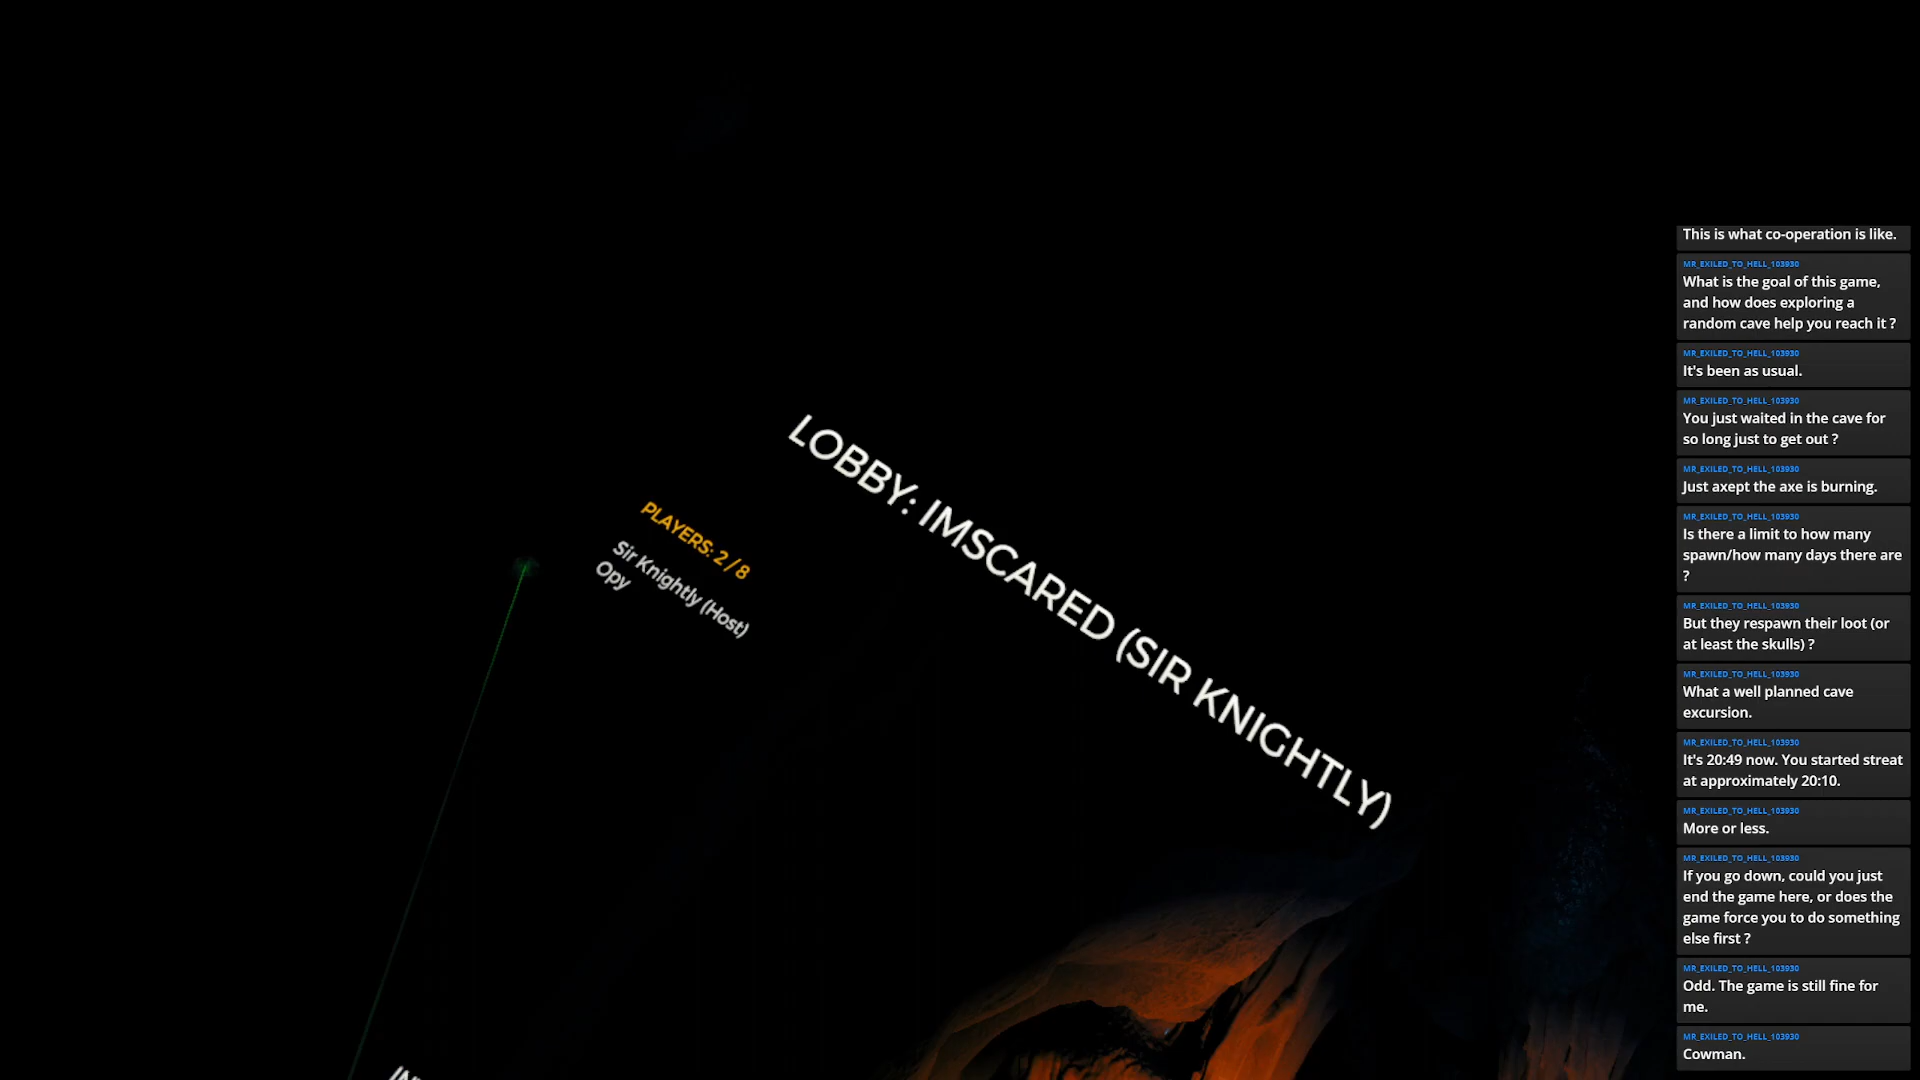 LOBBY: IMSCARED (SIR KNIGHTLY)
PLAYERS: 2 / 8
Sir Knightly (Host)
Opy
This is what co-operation is like.
MR_EXILED_TO_HELL_103930
What is the goal of this game,
and how does exploring a
random cave help you reach it ?
MR_EXILED_TO_HELL_103930
It's been as usual.
MR_EXILED_TO_HELL_103930
You just waited in the cave for
so long just to get out ?
MR_EXILED_TO_HELL_103930
Just axept the axe is burning.
MR_EXILED_TO_HELL_103930
Is there a limit to how many
spawn/how many days there are
?
MR_EXILED_TO_HELL_103930
But they respawn their loot (or
at least the skulls) ?
MR_EXILED_TO_HELL_103930
What a well planned cave
excursion.
MR_EXILED_TO_HELL_103930
It's 20:49 now. You started streat
at approximately 20:10.
MR_EXILED_TO_HELL_103930
More or less.
MR_EXILED_TO_HELL_103930
If you go down, could you just
end the game here, or does the
game force you to do something
else first ?
MR_EXILED_TO_HELL_103930
Odd. The game is still fine for
me.
MR_EXILED_TO_HELL_103930
Cowman.